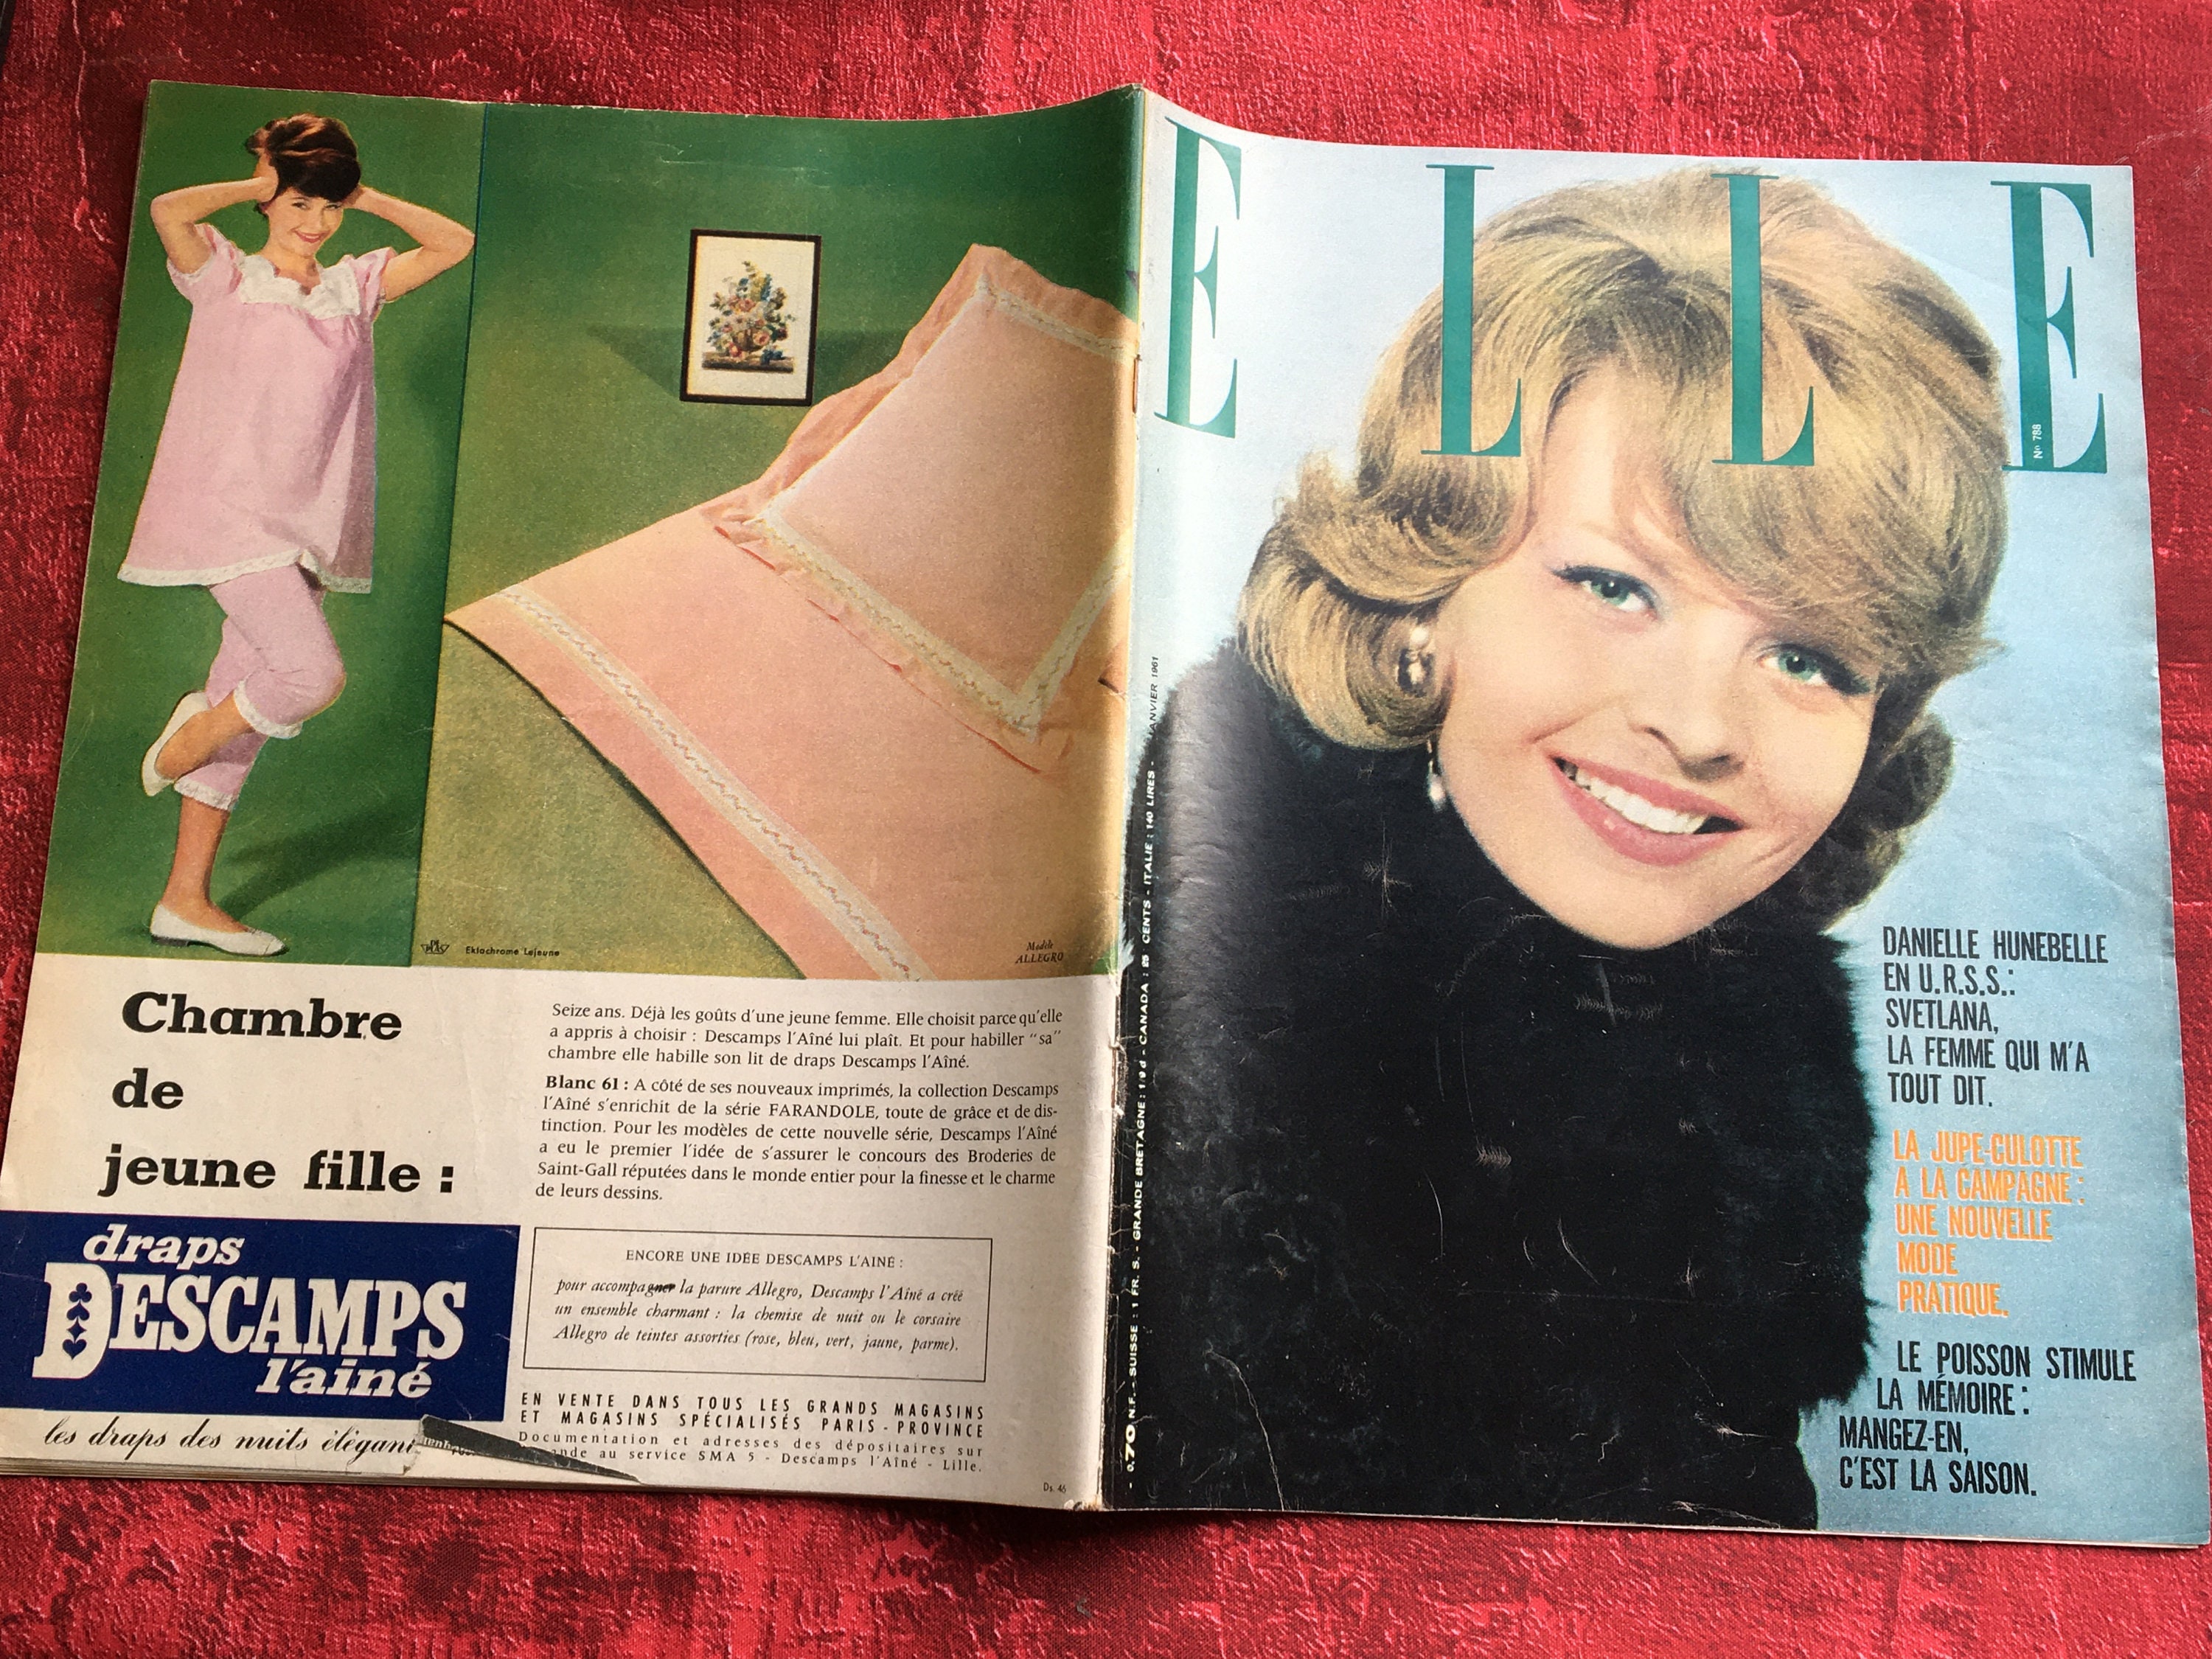 Ektachrome Lejeune
Modèle
ALLEGRO
Chambre
de
jeune fille :
Seize ans. Déjà les goûts d'une jeune femme. Elle choisit parce qu'elle
a appris à choisir : Descamps l'Aîné lui plaît. Et pour habiller "sa"
chambre elle habille son lit de draps Descamps l'Aîné.
Blanc 61 : A côté de ses nouveaux imprimés, la collection Descamps
l'Aîné s'enrichit de la série FARANDOLE, toute de grâce et de dis-
tinction. Pour les modèles de cette nouvelle série, Descamps l'Aîné
a eu le premier l'idée de s'assurer le concours des Broderies de
Saint-Gall réputées dans le monde entier pour la finesse et le charme
de leurs dessins.
draps
DESCAMPS
l'ainé
les draps des nuits élégan
ENCORE UNE IDÉE DESCAMPS L'AINÉ :
pour accompagner la parure Allegro, Descamps l'Aîné a créé
un ensemble charmant : la chemise de nuit ou le corsaire
Allegro de teintes assorties (rose, bleu, vert, jaune, parme).
EN VENTE DANS TOUS LES GRANDS MAGASINS
ET MAGASINS SPÉCIALISÉS PARIS - PROVINCE
Documentation et adresses des dépositaires sur
nde au service SMA 5 - Descamps l'Aîné - Lille.
Ds. 46
ELLE
N° 788
- 0,70 N.F. - SUISSE : 1 FR. S. - GRANDE BRETAGNE : 1/9 d - CANADA : 25 CENTS - ITALIE : 140 LIRES - ANVIER 1961
DANIELLE HUNEBELLE
EN U.R.S.S.:
SVETLANA,
LA FEMME QUI M'A
TOUT DIT.
LA JUPE-CULOTTE
A LA CAMPAGNE :
UNE NOUVELLE
MODE
PRATIQUE.
LE POISSON STIMULE
LA MÉMOIRE :
MANGEZ-EN,
C'EST LA SAISON.